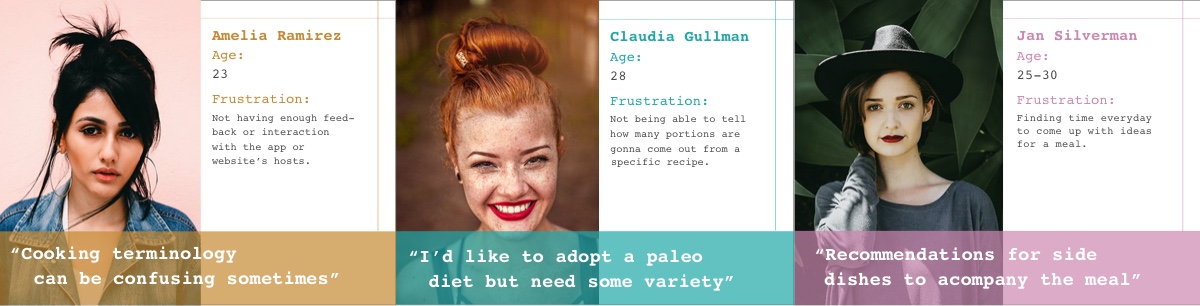 Amelia Ramirez
Age:
23
Frustration:
Not having enough feed-
back or interaction
with the app or
website's hosts.
“Cooking terminology
can be confusing sometimes”
Claudia Gullman
Age:
28
Frustration:
Not being able to tell
how many portions are
gonna come out from a
specific recipe.
“I'd like to adopt a paleo
diet but need some variety”
Jan Silverman
Age:
25-30
Frustration:
Finding time everyday
to come up with ideas
for a meal.
“Recommendations for side
dishes to acompany the meal”